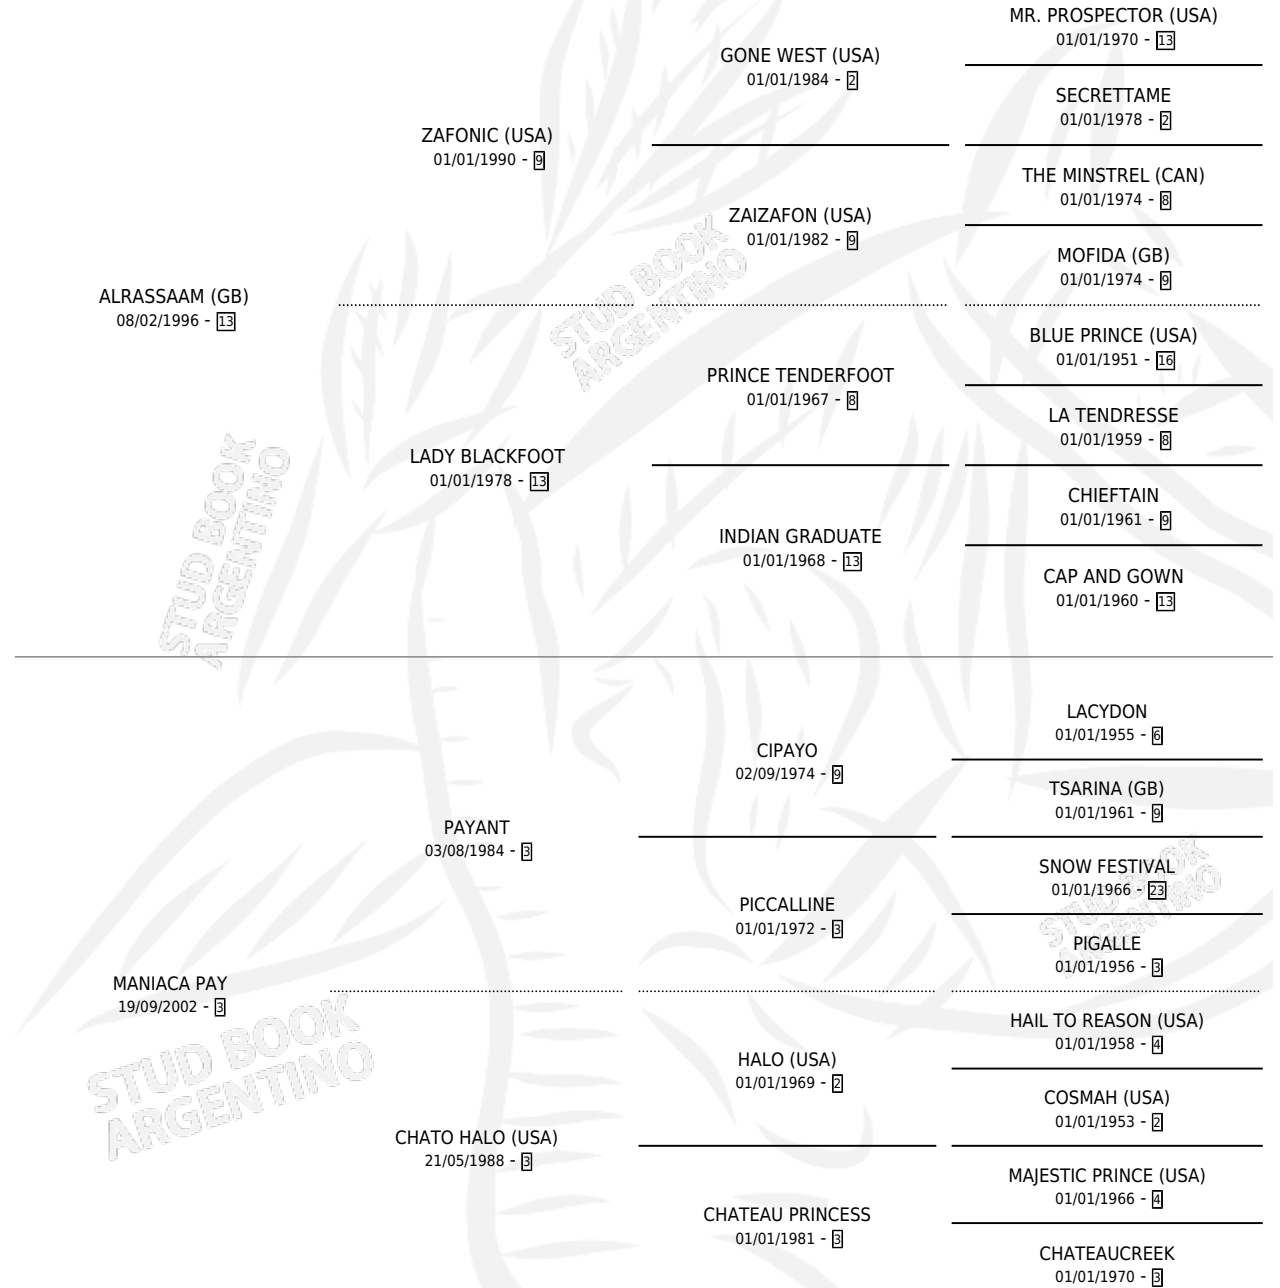 MR. PROSPECTOR (USA)
01/01/1970 - 13
GONE WEST (USA)
01/01/1984 - 2
SECRETTAME
01/01/1978 - 2
ZAFONIC (USA)
01/01/1990 - 9
THE MINSTREL (CAN)
01/01/1974 - 8
ZAIZAFON (USA)
01/01/1982 - 9
MOFIDA (GB)
01/01/1974 - 9
ALRASSAAM (GB)
08/02/1996 - 13
BLUE PRINCE (USA)
01/01/1951 - 16
PRINCE TENDERFOOT
01/01/1967 - 8
LA TENDRESSE
01/01/1959 - 8
LADY BLACKFOOT
01/01/1978 - 13
CHIEFTAIN
01/01/1961 - 9
INDIAN GRADUATE
01/01/1968 - 13
CAP AND GOWN
01/01/1960 - 13
STUD BOOK
ARGENTINO
STUD BOOK
ARGENTINO
LACYDON
01/01/1955 - 6
CIPAYO
02/09/1974 - 9
TSARINA (GB)
01/01/1961 - 9
PAYANT
03/08/1984 - 3
SNOW FESTIVAL
01/01/1966 - 23
PICCALLINE
01/01/1972 - 3
PIGALLE
01/01/1956 - 3
MANIACA PAY
19/09/2002 - 3
HAIL TO REASON (USA)
01/01/1958 - 4
HALO (USA)
01/01/1969 - 2
COSMAH (USA)
01/01/1953 - 2
CHATO HALO (USA)
21/05/1988 - 3
MAJESTIC PRINCE (USA)
01/01/1966 - 4
CHATEAU PRINCESS
01/01/1981 - 3
CHATEAUCREEK
01/01/1970 - 3
STUD BOOK
ARGENTINO
STUD BOOK
ARGENTINO